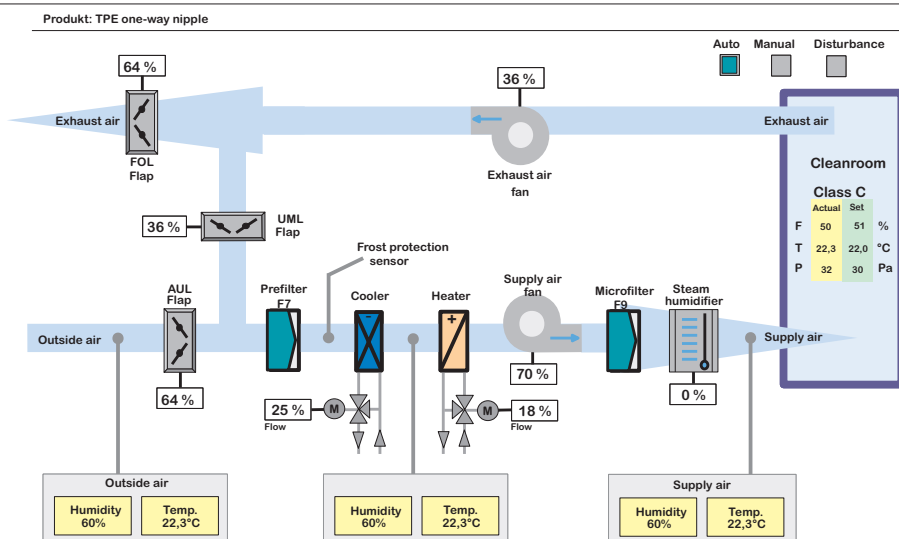 Produkt: TPE one-way nipple
Auto Manual Disturbance
64 %
36 %
Exhaust air
FOL
Flap
Exhaust air
fan
Exhaust air
Cleanroom
Class C
Actual Set
F 50 51 %
T 22,3 22,0 °C
P 32 30 Pa
36 %
UML
Flap
Frost protection
sensor
AUL
Flap
Prefilter
F7
Cooler
-
Heater
+
Supply air
fan
Microfilter
F9
Steam
humidifier
Outside air
Supply air
64 %
70 %
0 %
25 %
M
Flow
M
18 %
Flow
Outside air
Humidity
60%
Temp.
22,3°C
Humidity
60%
Temp.
22,3°C
Supply air
Humidity
60%
Temp.
22,3°C